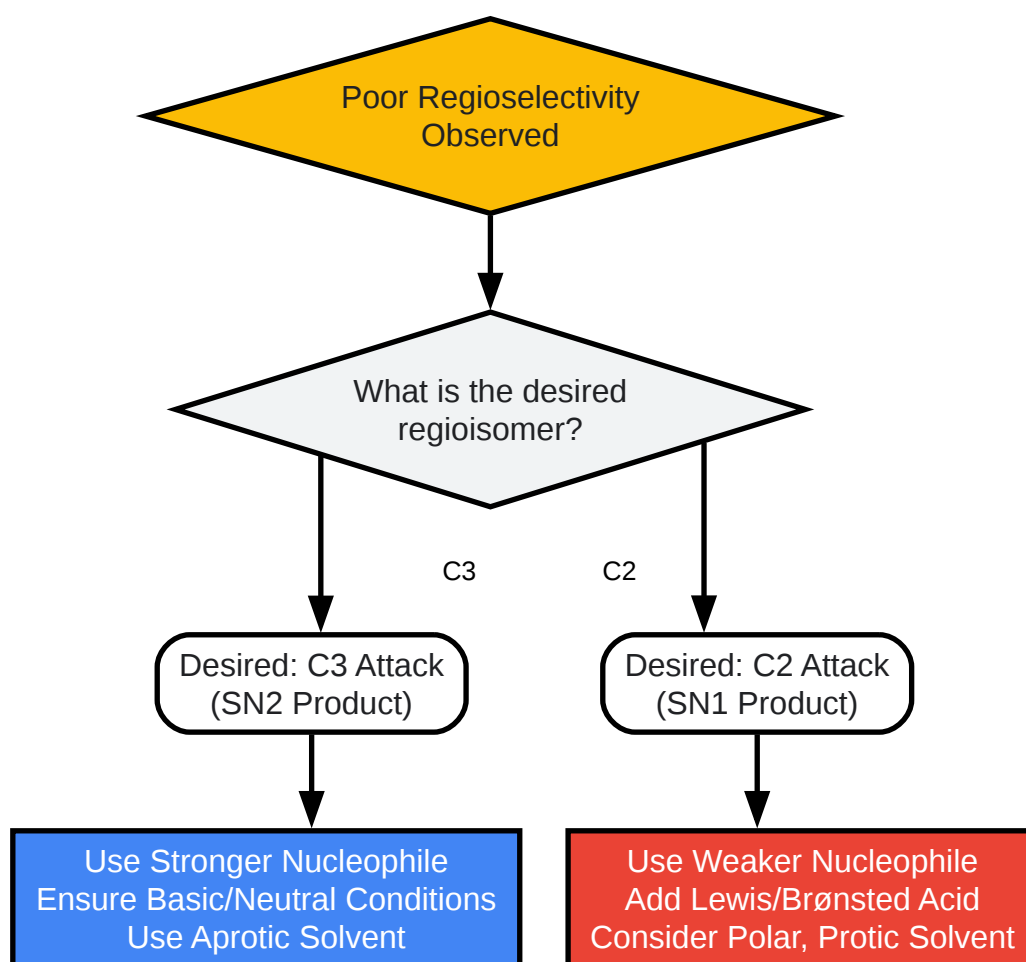 Poor Regioselectivity
Observed
What is the desired
regioisomer?
C3
C2
Desired: C3 Attack
(SN2 Product)
Desired: C2 Attack
(SN1 Product)
Use Stronger Nucleophile
Ensure Basic/Neutral Conditions
Use Aprotic Solvent
Use Weaker Nucleophile
Add Lewis/Brønsted Acid
Consider Polar, Protic Solvent